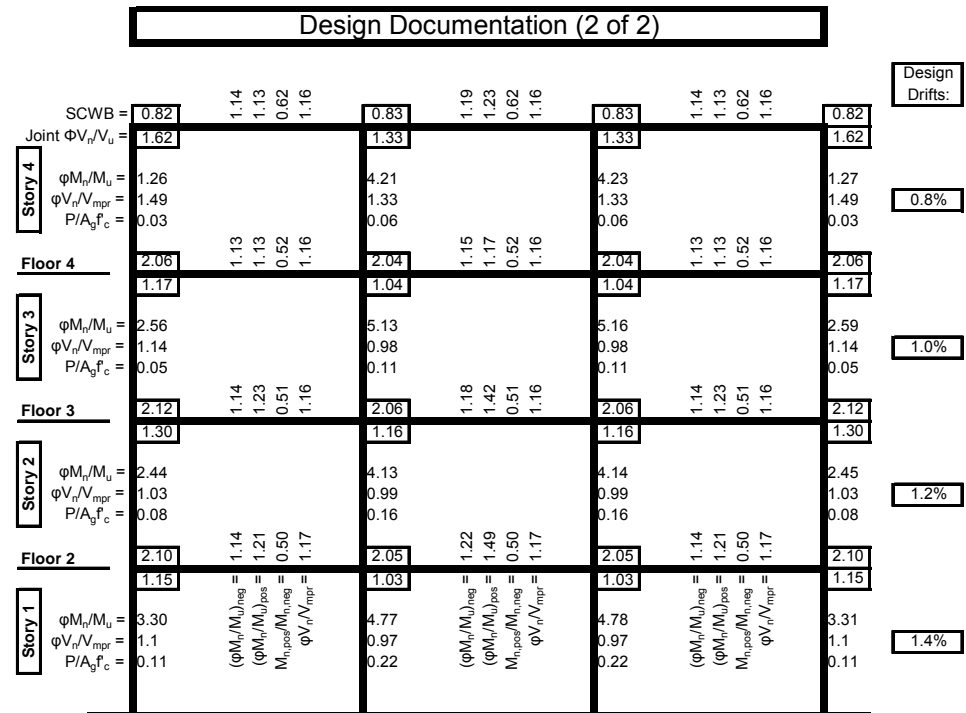 Design Documentation (2 of 2)
Design
Drifts:
1.14 1.13 0.62 1.16 1.19 1.23 0.62 1.16 1.14 1.13 0.62 1.16
SCWB = 0.82 0.83 0.83 0.82
Joint ΦVn/Vu = 1.62 1.33 1.33 1.62
Story 4
φMn/Mu = 1.26 4.21 4.23 1.27
φVn/Vmpr = 1.49 1.33 1.33 1.49 0.8%
P/Agf'c = 0.03 0.06 0.06 0.03
1.13 1.13 0.52 1.16 1.15 1.17 0.52 1.16 1.13 1.13 0.52 1.16
Floor 4 2.06 2.04 2.04 2.06
1.17 1.04 1.04 1.17
Story 3
φMn/Mu = 2.56 5.13 5.16 2.59
φVn/Vmpr = 1.14 0.98 0.98 1.14 1.0%
P/Agf'c = 0.05 0.11 0.11 0.05
1.14 1.23 0.51 1.16 1.18 1.42 0.51 1.16 1.14 1.23 0.51 1.16
Floor 3 2.12 2.06 2.06 2.12
1.30 1.16 1.16 1.30
Story 2
φMn/Mu = 2.44 4.13 4.14 2.45
φVn/Vmpr = 1.03 0.99 0.99 1.03 1.2%
P/Agf'c = 0.08 0.16 0.16 0.08
Floor 2 2.10 2.05 2.05 2.10
1.15 1.03 1.03 1.15
(φMn/Mu)neg = 1.14
(φMn/Mu)pos = 1.21
Mn,pos/Mn,neg = 0.50
φVn/Vmpr = 1.17
(φMn/Mu)neg = 1.22
(φMn/Mu)pos = 1.49
Mn,pos/Mn,neg = 0.50
φVn/Vmpr = 1.17
(φMn/Mu)neg = 1.14
(φMn/Mu)pos = 1.21
Mn,pos/Mn,neg = 0.50
φVn/Vmpr = 1.17
Story 1
φMn/Mu = 3.30 4.77 4.78 3.31
φVn/Vmpr = 1.1 0.97 0.97 1.1 1.4%
P/Agf'c = 0.11 0.22 0.22 0.11